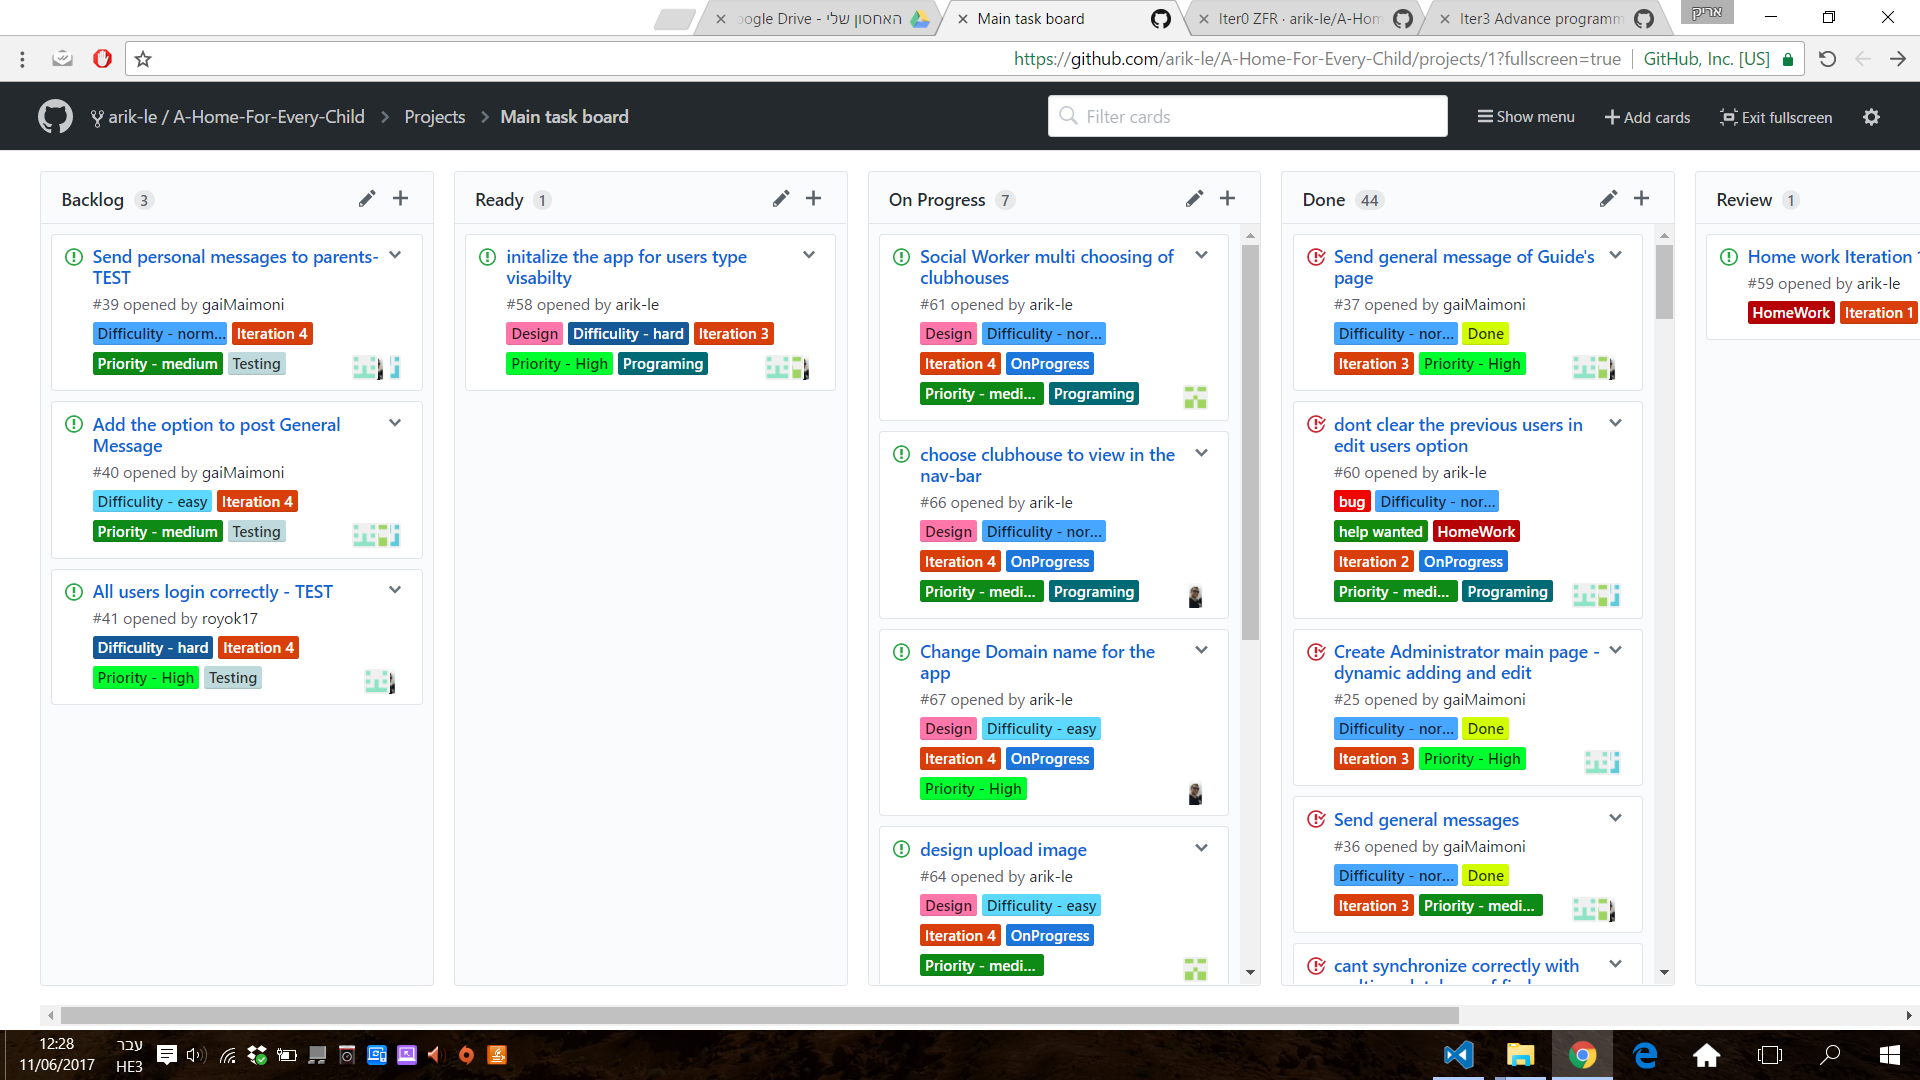 האחסון שלי - oogle Drive
Main task board
Iter0 ZFR · arik-le/A-Hom
Iter3 Advance programm
אריק
https://github.com/arik-le/A-Home-For-Every-Child/projects/1?fullscreen=true
GitHub, Inc. [US]
arik-le / A-Home-For-Every-Child
Projects
Main task board
Filter cards
Show menu
Add cards
Exit fullscreen
Backlog 3
Send personal messages to parents-
TEST
#39 opened by gaiMaimoni
Difficulity - norm... Iteration 4
Priority - medium Testing
Add the option to post General
Message
#40 opened by gaiMaimoni
Difficulity - easy Iteration 4
Priority - medium Testing
All users login correctly - TEST
#41 opened by royok17
Difficulity - hard Iteration 4
Priority - High Testing
Ready 1
initalize the app for users type
visabilty
#58 opened by arik-le
Design Difficulity - hard Iteration 3
Priority - High Programing
On Progress 7
Social Worker multi choosing of
clubhouses
#61 opened by arik-le
Design Difficulity - nor...
Iteration 4 OnProgress
Priority - medi... Programing
choose clubhouse to view in the
nav-bar
#66 opened by arik-le
Design Difficulity - nor...
Iteration 4 OnProgress
Priority - medi... Programing
Change Domain name for the
app
#67 opened by arik-le
Design Difficulity - easy
Iteration 4 OnProgress
Priority - High
design upload image
#64 opened by arik-le
Design Difficulity - easy
Iteration 4 OnProgress
Priority - medi...
Done 44
Send general message of Guide's
page
#37 opened by gaiMaimoni
Difficulity - nor... Done
Iteration 3 Priority - High
dont clear the previous users in
edit users option
#60 opened by arik-le
bug Difficulity - nor...
help wanted HomeWork
Iteration 2 OnProgress
Priority - medi... Programing
Create Administrator main page -
dynamic adding and edit
#25 opened by gaiMaimoni
Difficulity - nor... Done
Iteration 3 Priority - High
Send general messages
#36 opened by gaiMaimoni
Difficulity - nor... Done
Iteration 3 Priority - medi...
cant synchronize correctly with
Review 1
Home work Iteration
#59 opened by arik-le
HomeWork Iteration 1
12:28
11/06/2017
עבר
HE3